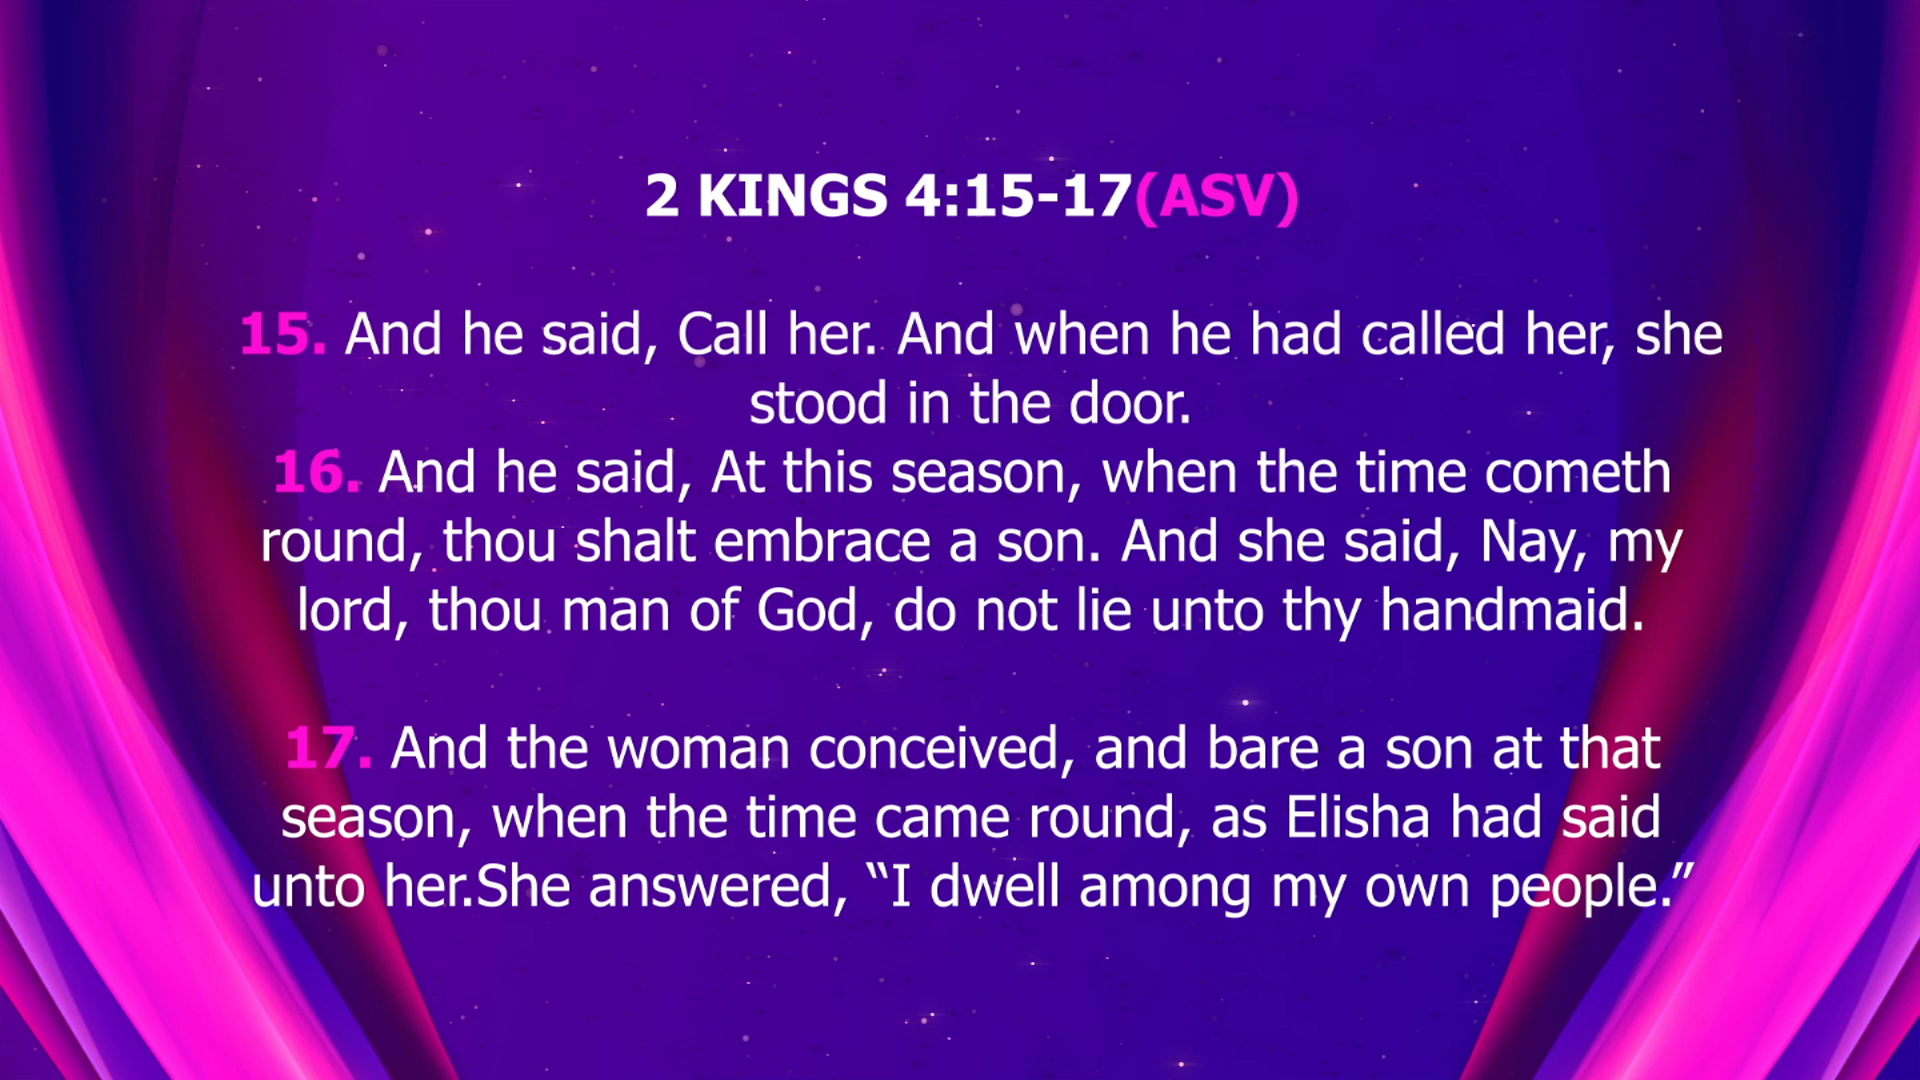 2 KINGS 4:15-17(ASV)
15. And he said, Call her. And when he had called her, she
stood in the door.
16. And he said, At this season, when the time cometh
round, thou shalt embrace a son. And she said, Nay, my
lord, thou man of God, do not lie unto thy handmaid.
17. And the woman conceived, and bare a son at that
season, when the time came round, as Elisha had said
unto her.She answered, “I dwell among my own people.”